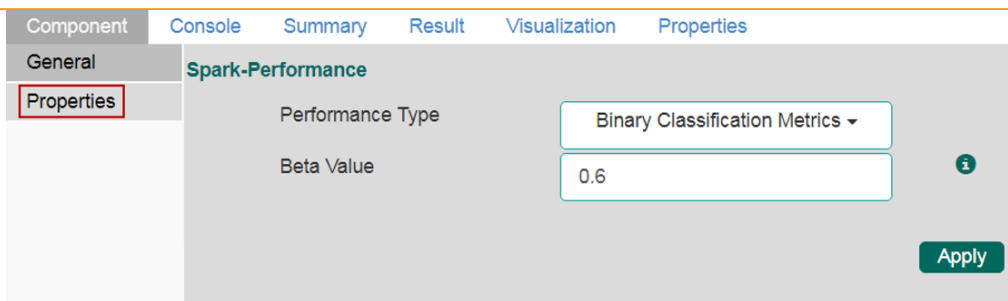 Component Console Summary Result Visualization Properties
General
Spark-Performance
Properties
Performance Type Binary Classification Metrics
Beta Value 0.6
Apply